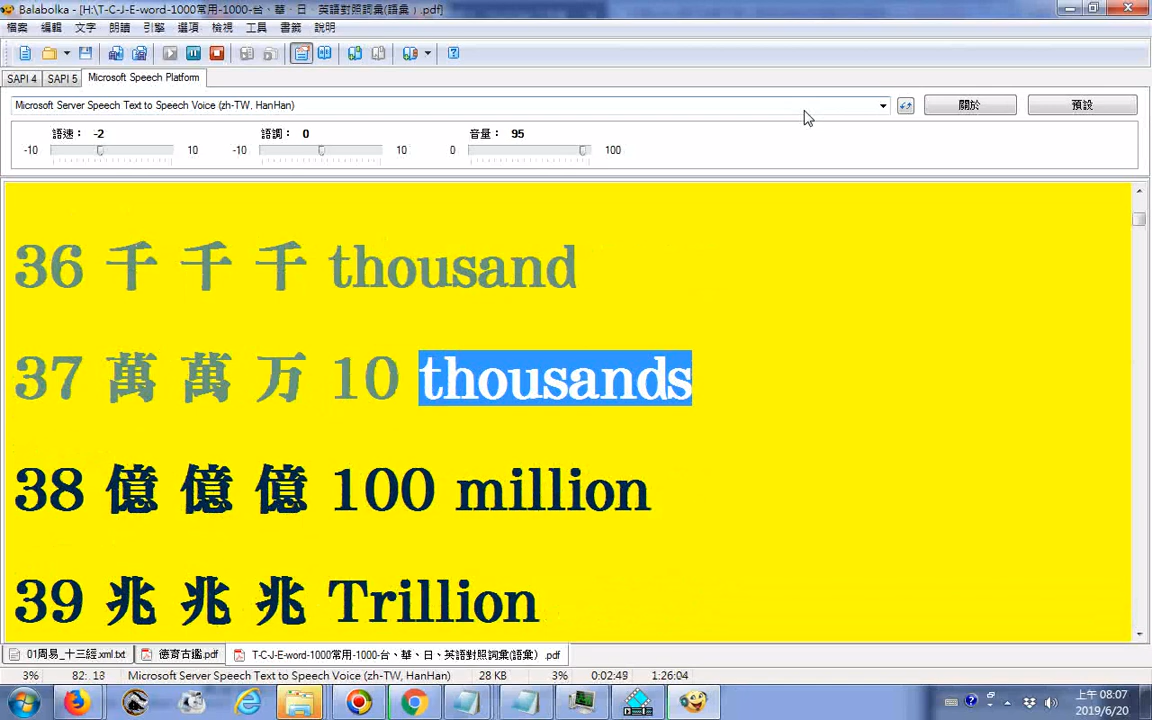 Balabolka - [H:\T-C-J-E-word-1000常用-1000-台、華、日、英語對照詞彙(語彙）.pdf]
檔案 編輯 文字 朗讀 引擎 選項 檢視 工具 書籤 說明
SAPI 4 SAPI 5 Microsoft Speech Platform
Microsoft Server Speech Text to Speech Voice (zh-TW, HanHan) 關於 預設
語速： -2 語調： 0 音量： 95
-10 10 -10 10 0 100
36 千 千 千 thousand
37 萬 萬 万 10 thousands
38 億 億 億 100 million
39 兆 兆 兆 Trillion
01周易_十三經.xml.txt 德育古鑑.pdf T-C-J-E-word-1000常用-1000-台、華、日、英語對照詞彙(語彙）.pdf
3% 82: 13 Microsoft Server Speech Text to Speech Voice (zh-TW, HanHan) 28 KB 3% 0:02:49 1:26:04
上午 08:07
2019/6/20